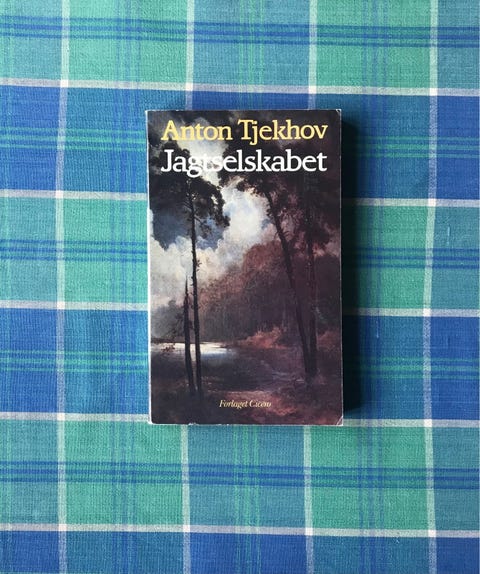 Anton Tjekhov
Jagtselskabet
Forlaget Cicero